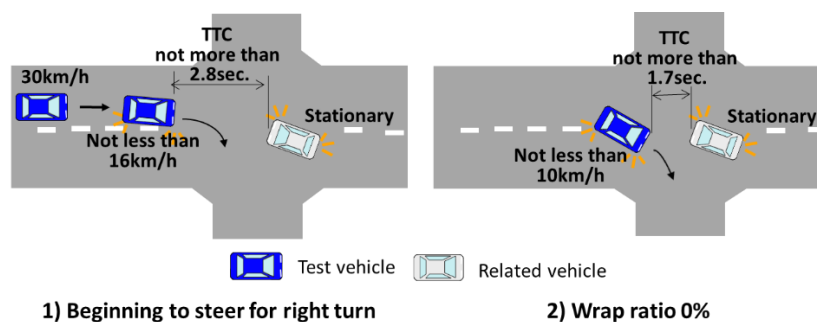 TTC
not more than
2.8sec.
30km/h
Stationary
Not less than
16km/h
TTC
not more than
1.7sec.
Stationary
Not less than
10km/h
Test vehicle
Related vehicle
1) Beginning to steer for right turn
2) Wrap ratio 0%